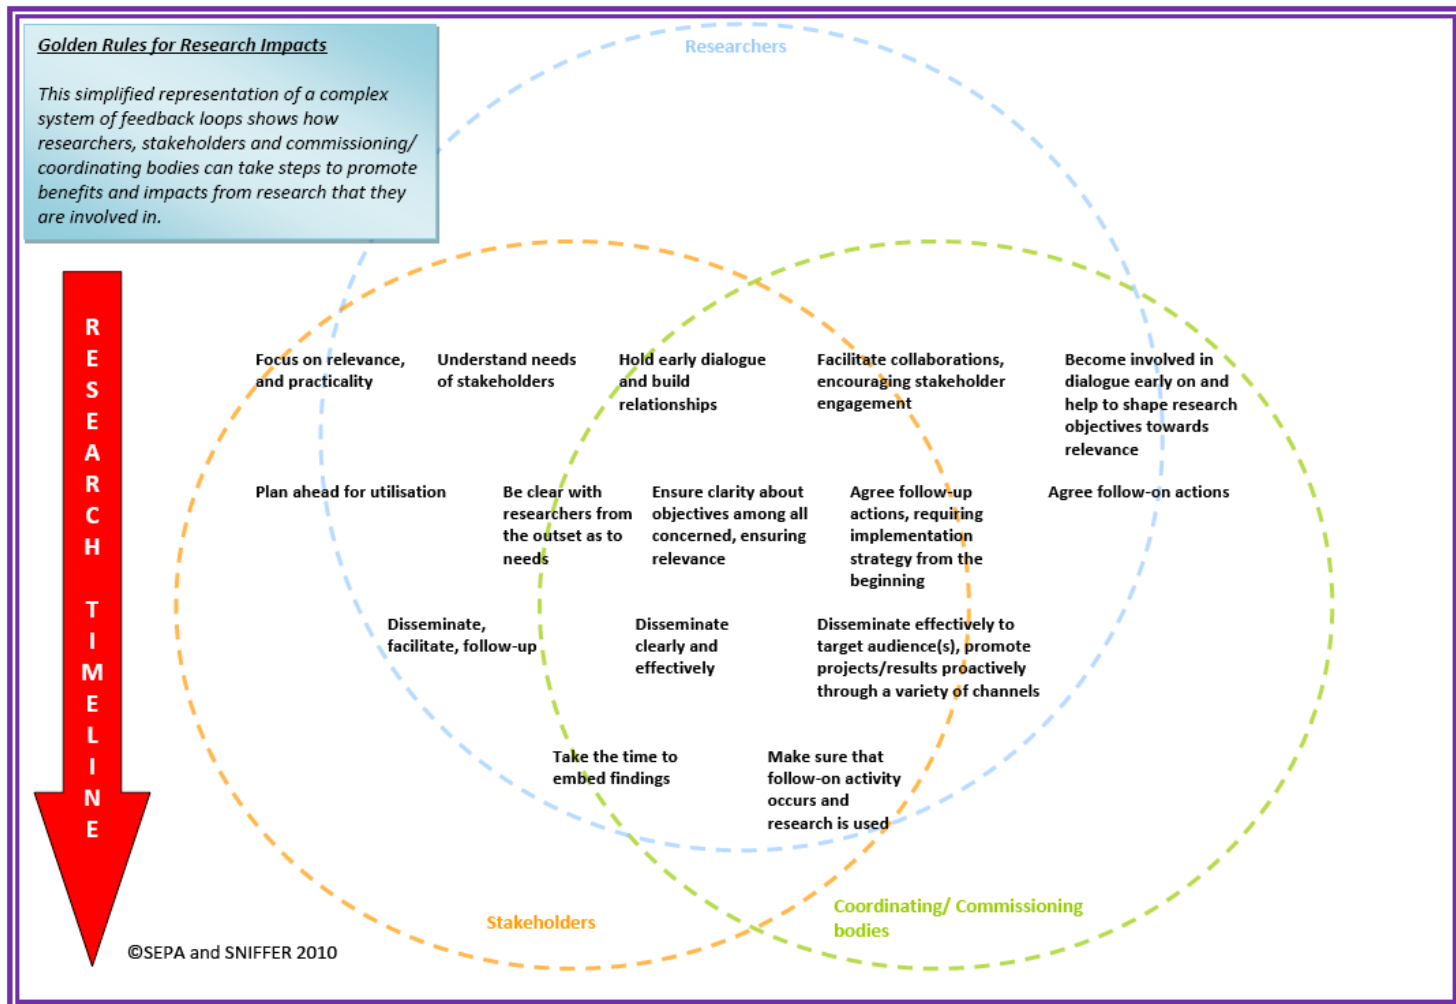 Golden Rules for Research Impacts
This simplified representation of a complex
system of feedback loops shows how
researchers, stakeholders and commissioning/
coordinating bodies can take steps to promote
benefits and impacts from research that they
are involved in.
Researchers
RESEARCH TIMELINE
Focus on relevance,
and practicality
Understand needs
of stakeholders
Hold early dialogue
and build
relationships
Facilitate collaborations,
encouraging stakeholder
engagement
Become involved in
dialogue early on and
help to shape research
objectives towards
relevance
Plan ahead for utilisation
Be clear with
researchers from
the outset as to
needs
Ensure clarity about
objectives among all
concerned, ensuring
relevance
Agree follow-up
actions, requiring
implementation
strategy from the
beginning
Agree follow-on actions
Disseminate,
facilitate, follow-up
Disseminate
clearly and
effectively
Disseminate effectively to
target audience(s), promote
projects/results proactively
through a variety of channels
Take the time to
embed findings
Make sure that
follow-on activity
occurs and
research is used
Stakeholders
Coordinating/ Commissioning
bodies
©SEPA and SNIFFER 2010